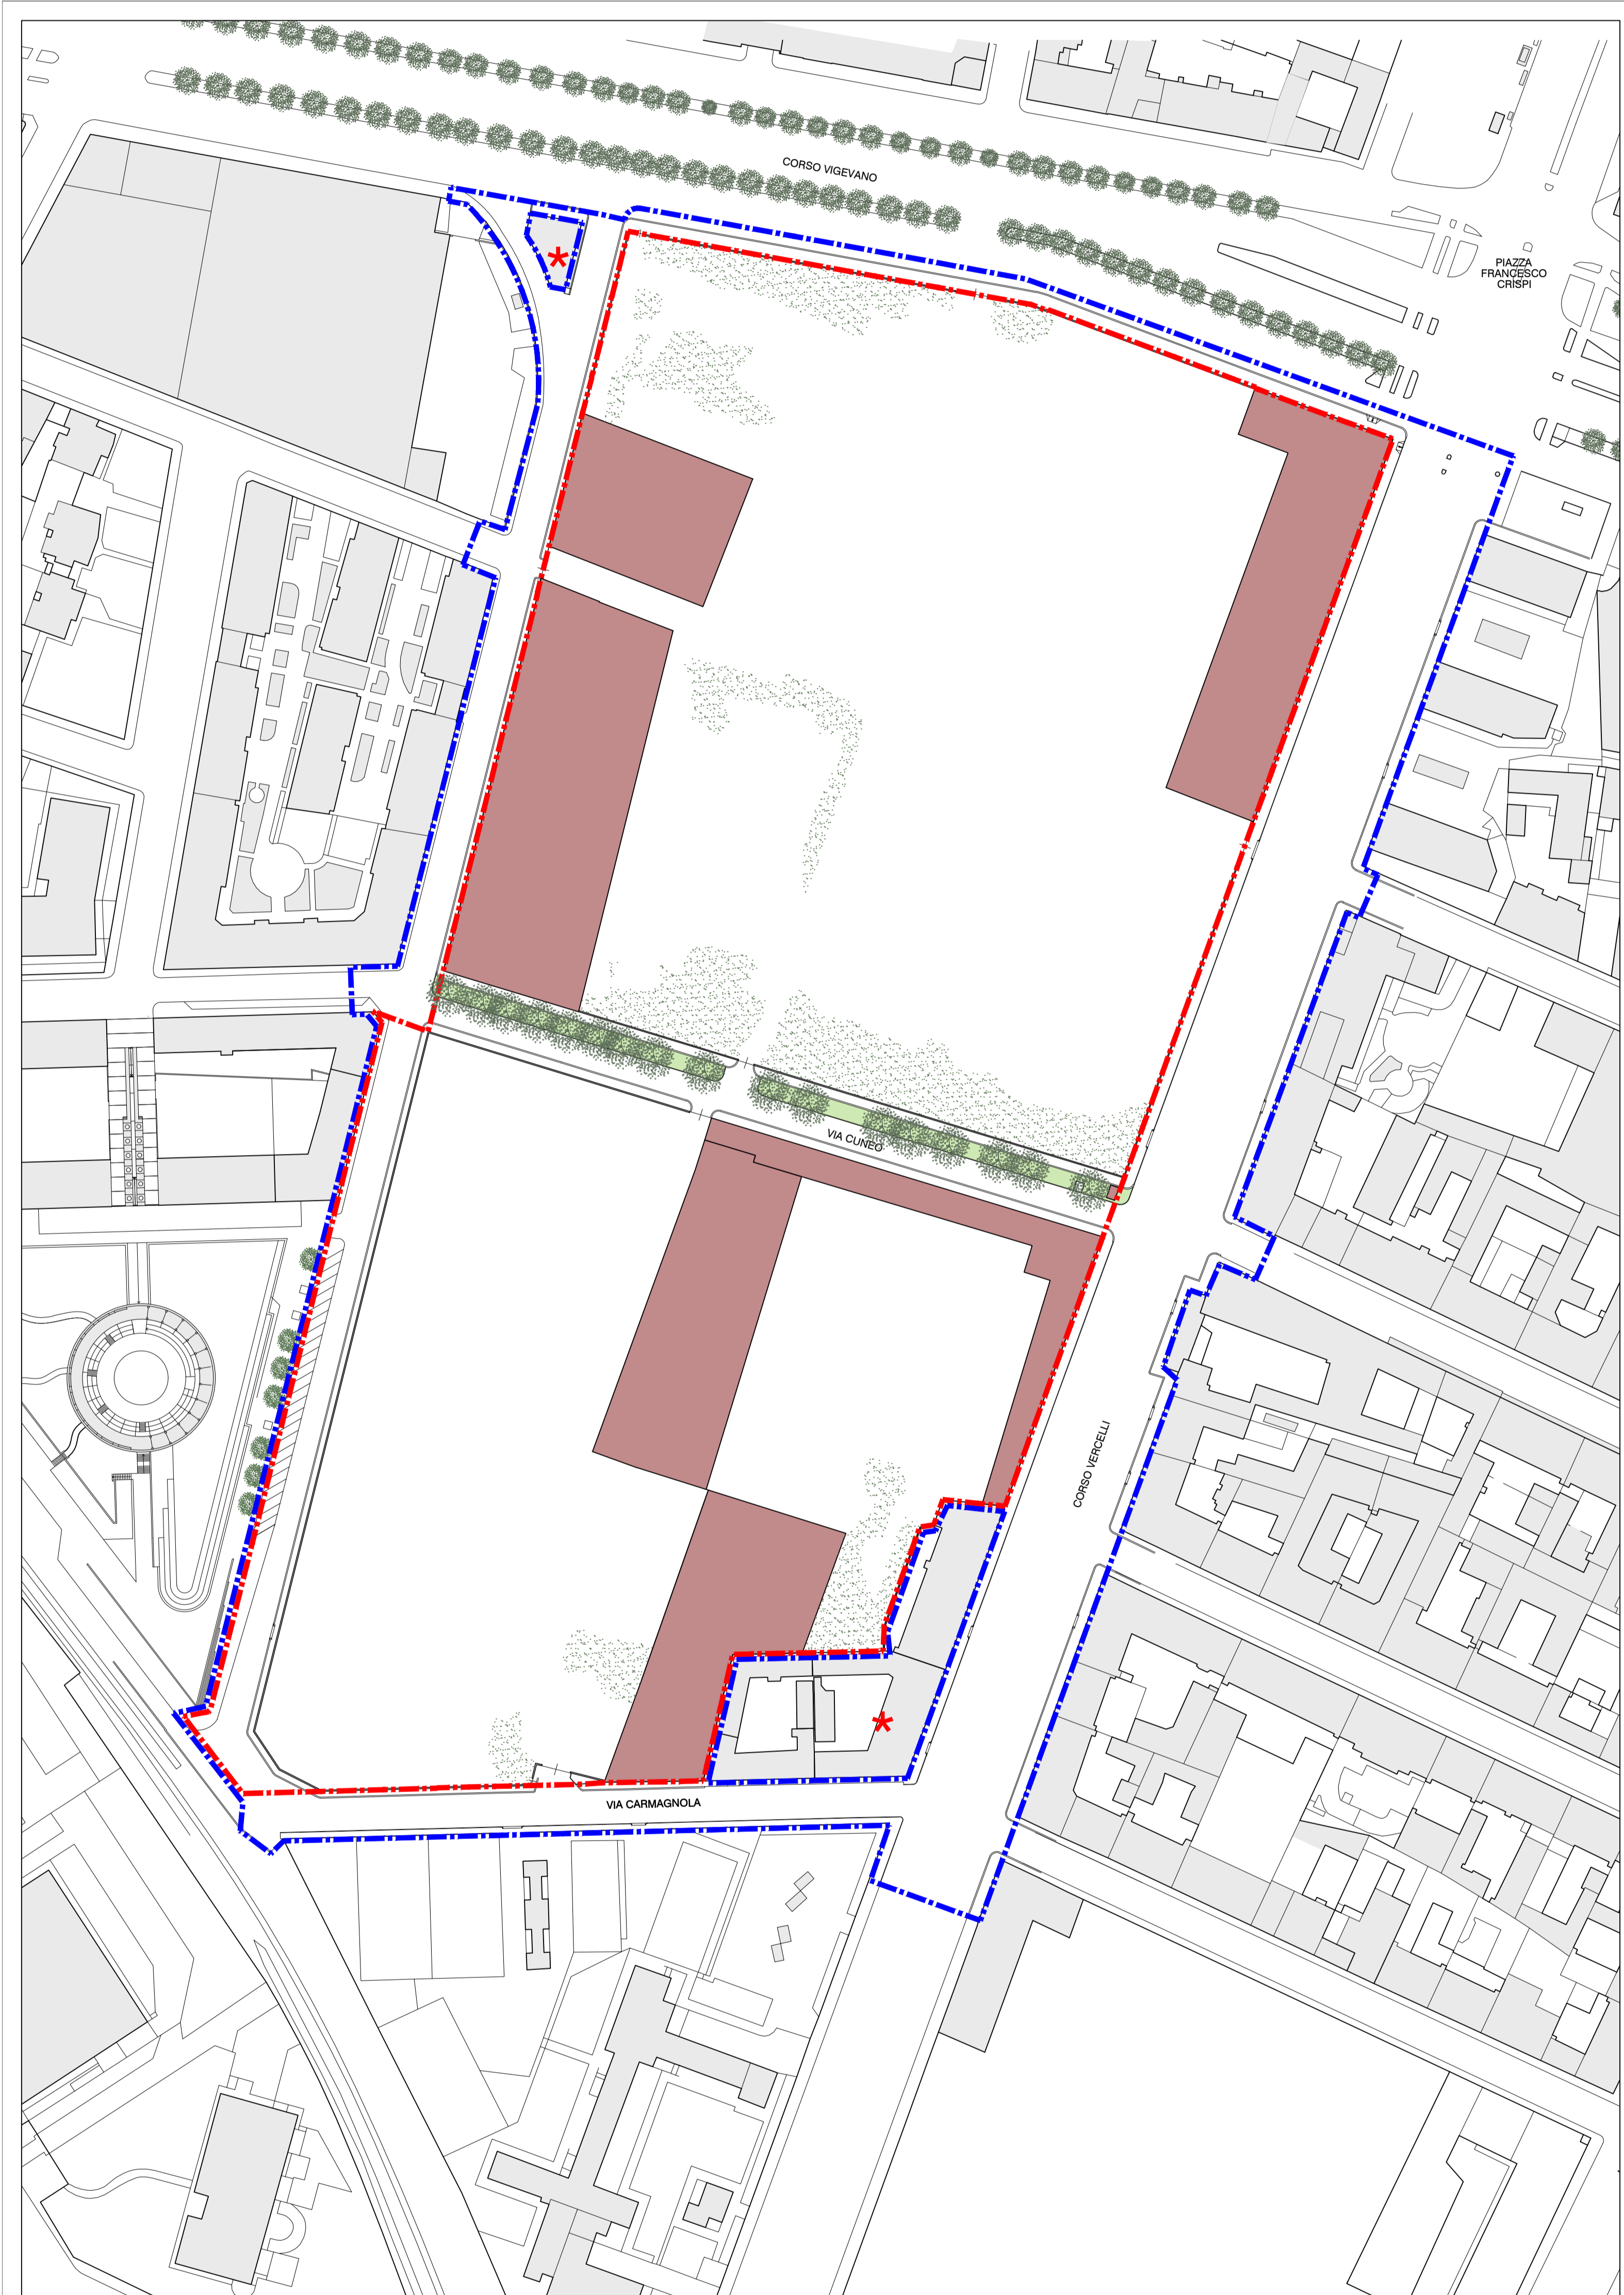 CORSO VIGEVANO
PIAZZA
FRANCESCO
CRISPI
VIA CUNEO
CORSO VERCELLI
VIA CARMAGNOLA